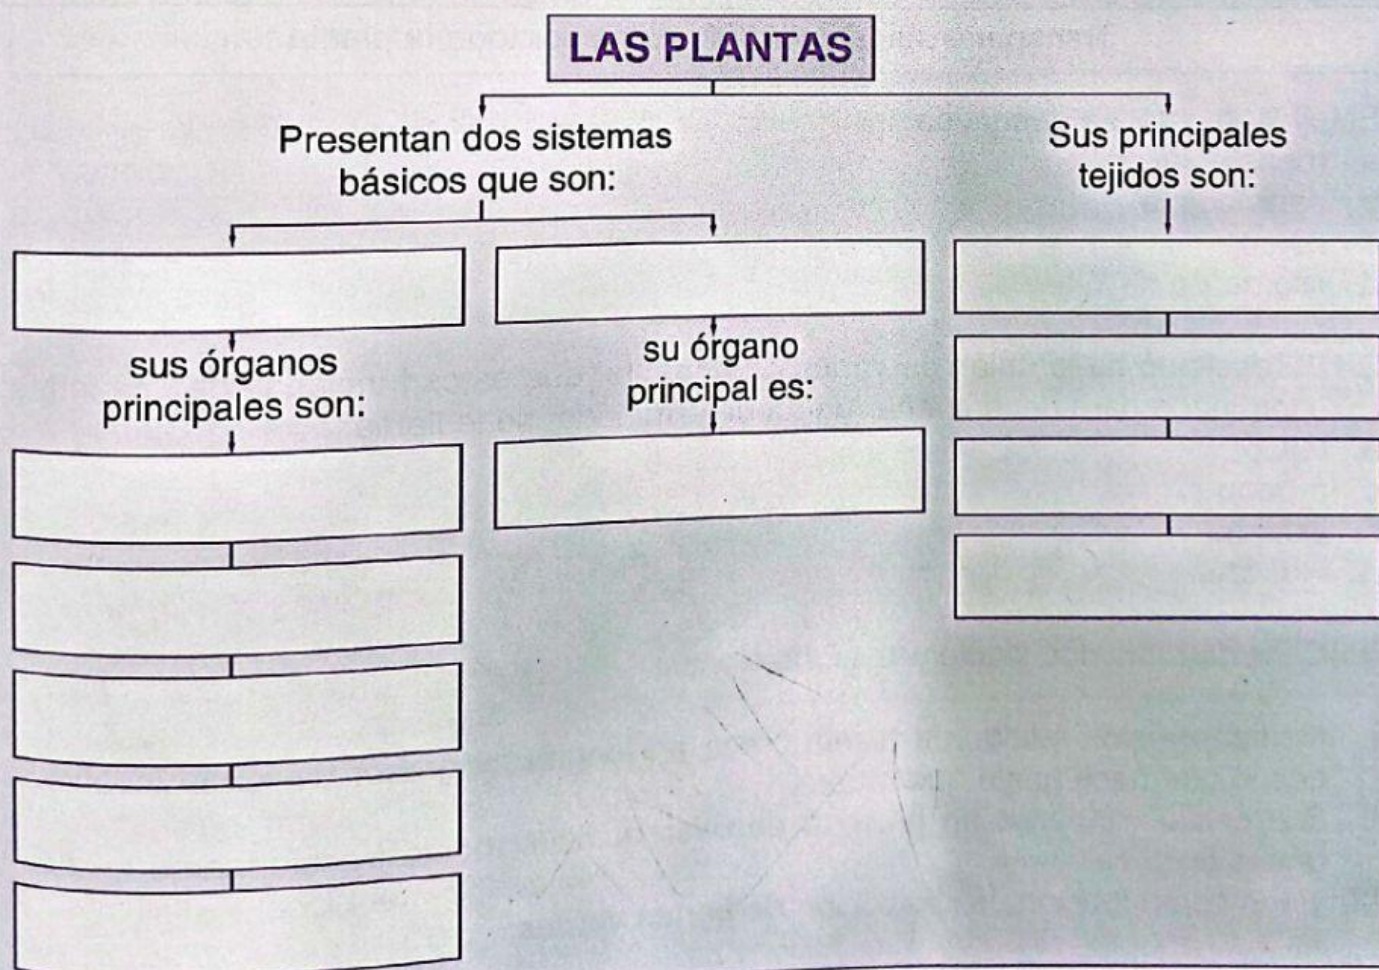 LAS PLANTAS
Presentan dos sistemas
básicos que son:
Sus principales
tejidos son:
sus órganos
principales son:
su órgano
principal es: